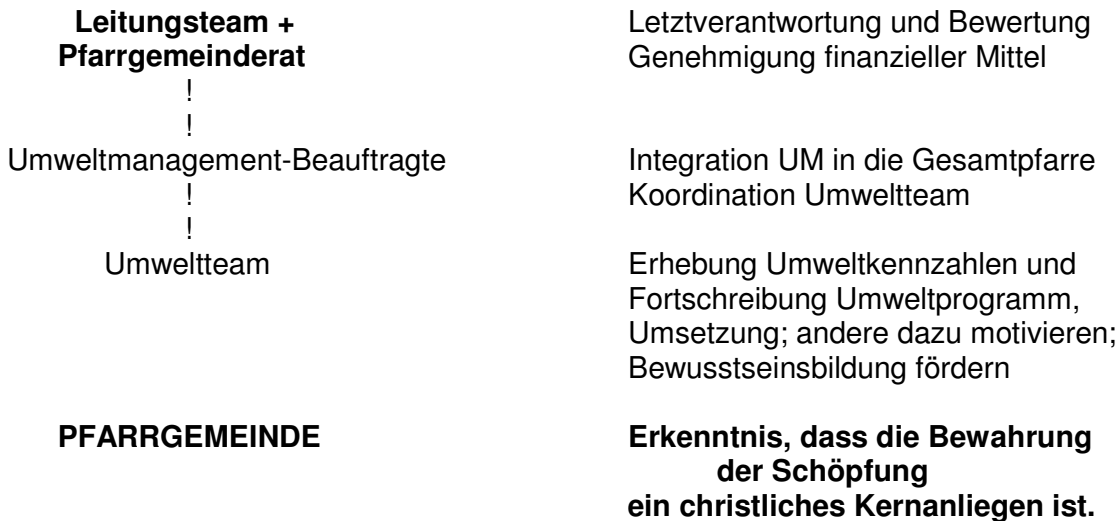 Leitungsteam + Letztverantwortung und Bewertung
Pfarrgemeinderat Genehmigung finanzieller Mittel
!
!
Umweltmanagement-Beauftragte Integration UM in die Gesamtpfarre
! Koordination Umweltteam
!
Umweltteam Erhebung Umweltkennzahlen und
Fortschreibung Umweltprogramm,
Umsetzung; andere dazu motivieren;
Bewusstseinsbildung fördern
PFARRGEMEINDE Erkenntnis, dass die Bewahrung
der Schöpfung
ein christliches Kernanliegen ist.